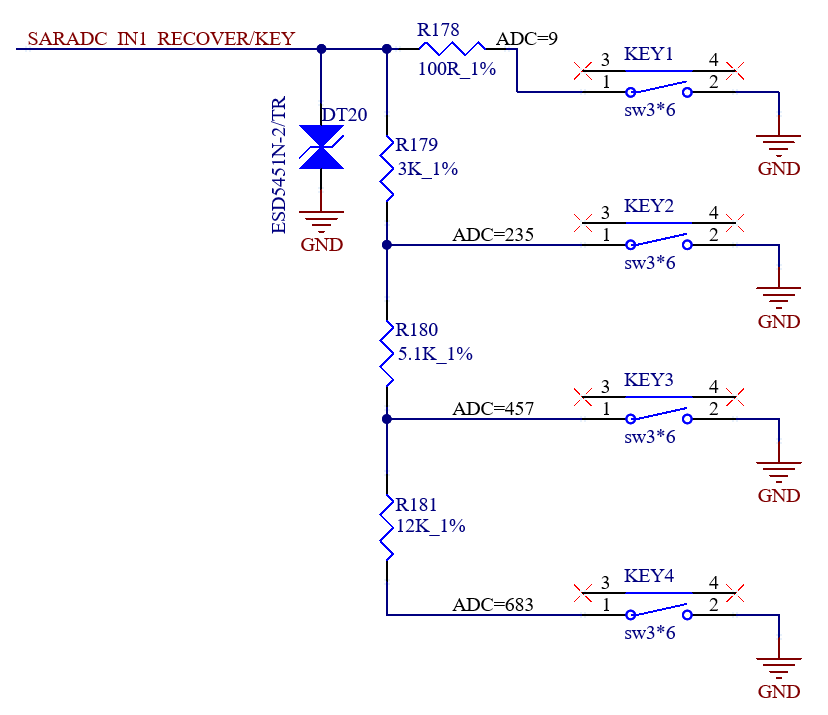 SARADC_IN1_RECOVER/KEY
R178
100R_1%
ADC=9
KEY1
3
4
1
2
sw3*6
GND
DT20
ESD5451N-2/TR
GND
R179
3K_1%
ADC=235
KEY2
3
4
1
2
sw3*6
GND
R180
5.1K_1%
ADC=457
KEY3
3
4
1
2
sw3*6
GND
R181
12K_1%
ADC=683
KEY4
3
4
1
2
sw3*6
GND